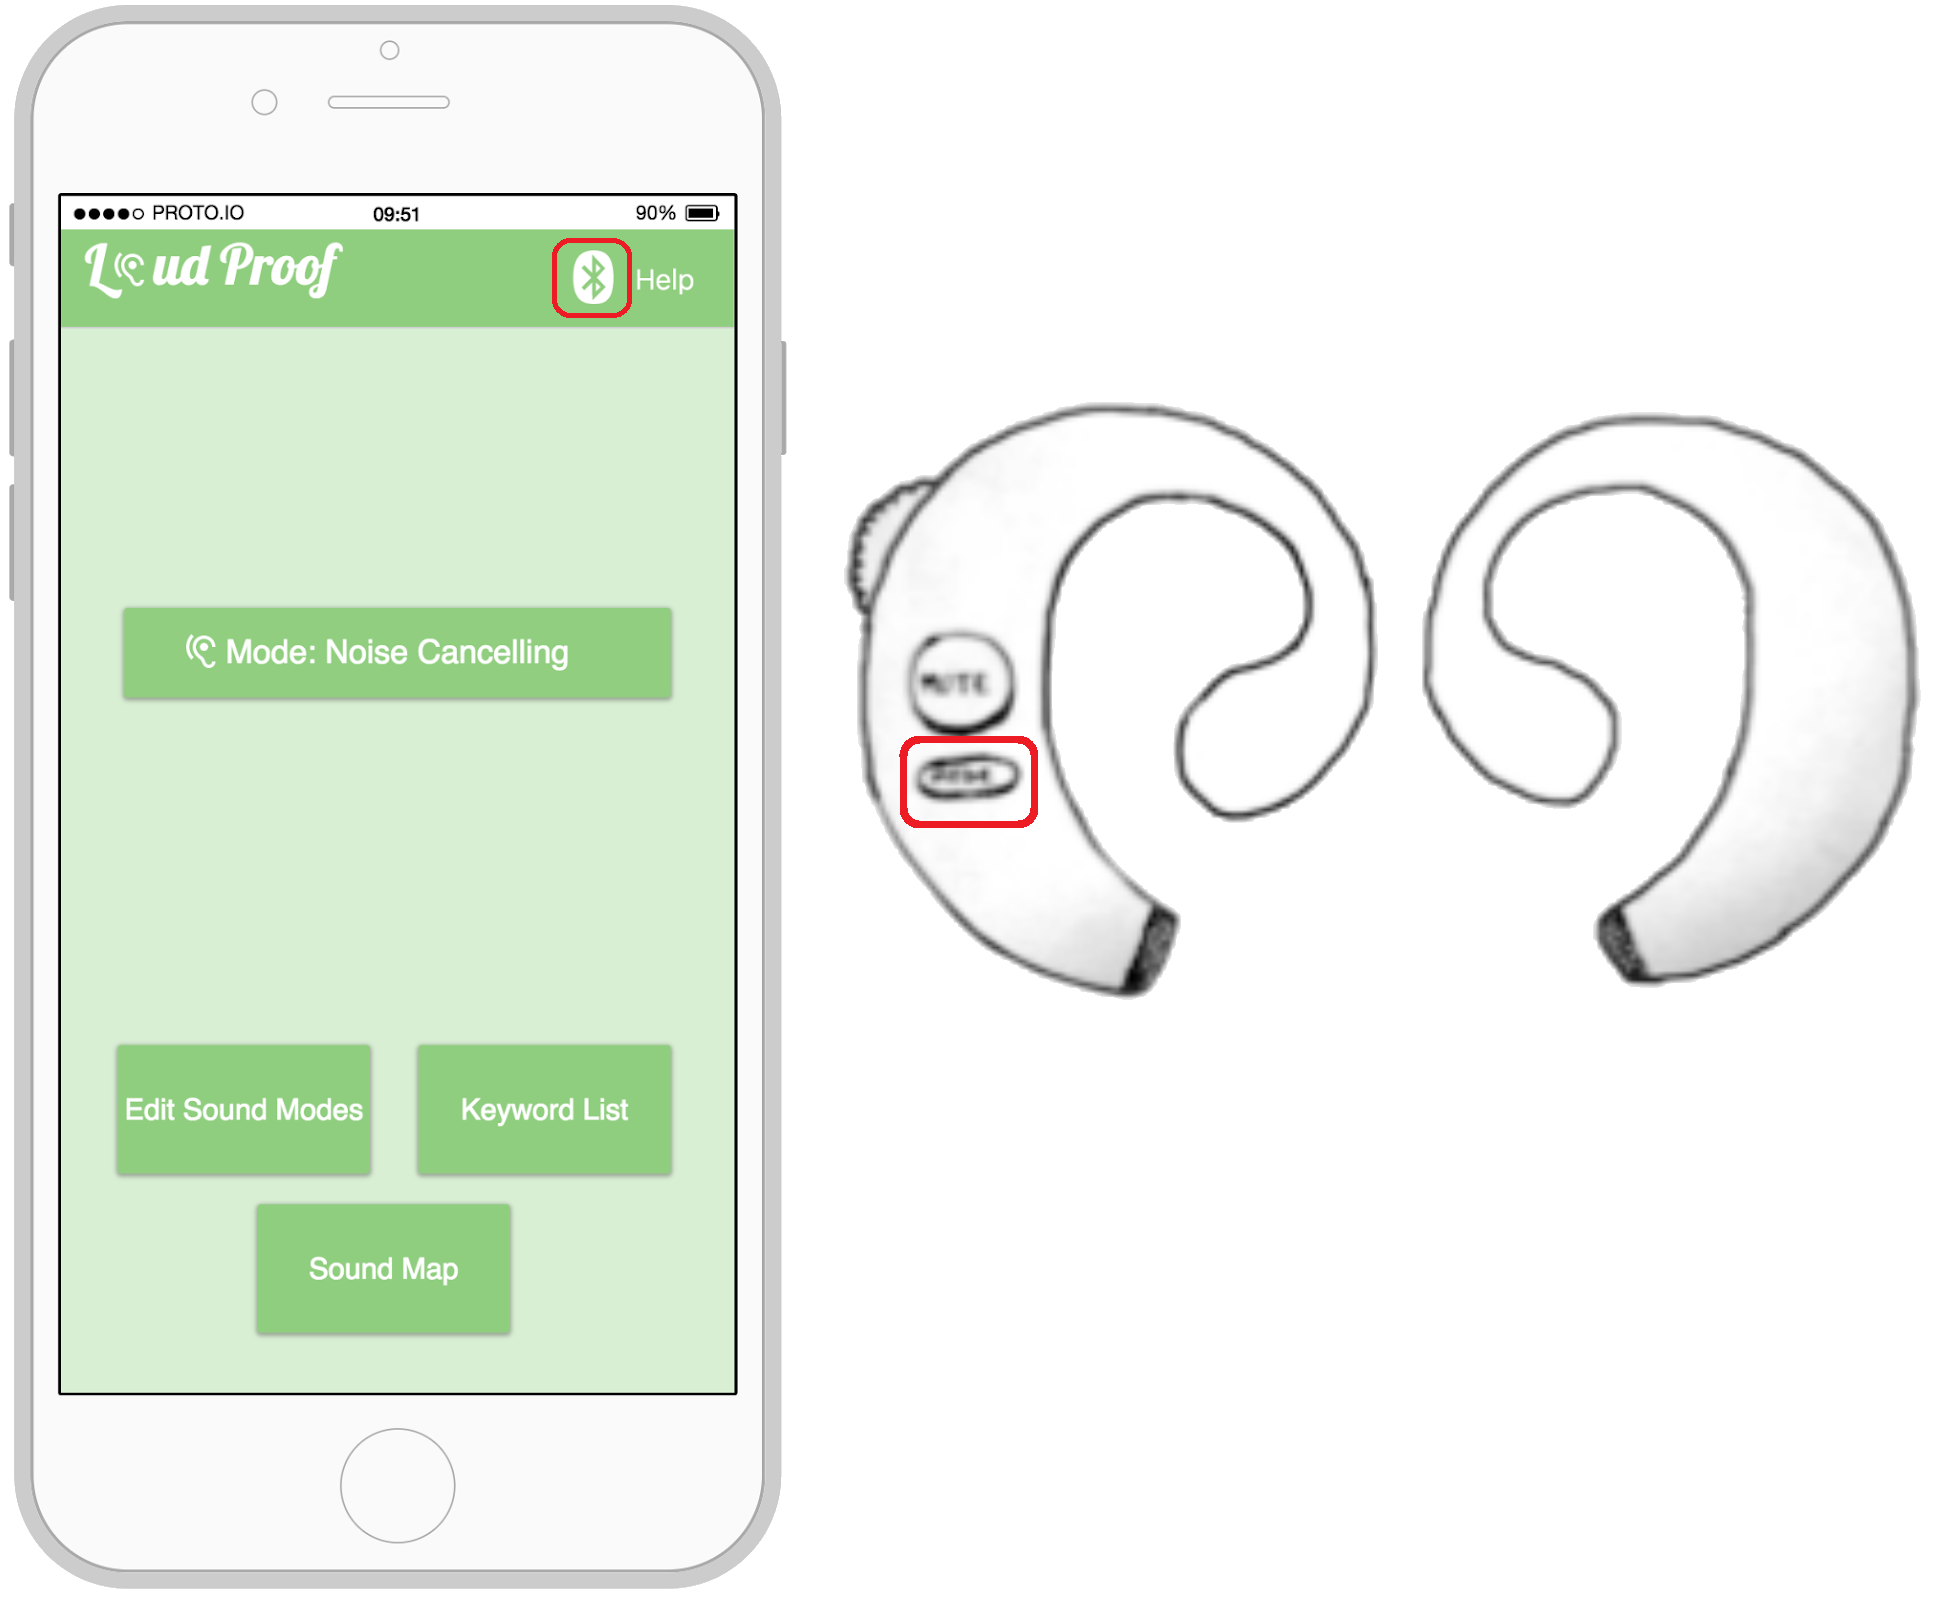 PROTO.IO 09:51 90%
Loud Proof Help
Mode: Noise Cancelling
MUTE
Edit Sound Modes Keyword List
Sound Map